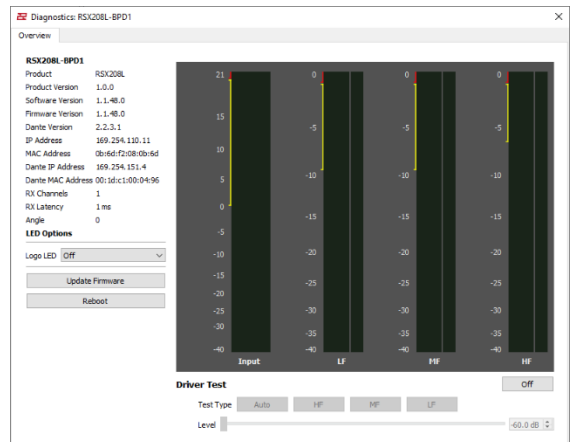 Diagnostics: RSX208L-BPD1
Overview
RSX208L-BPD1
Product RSX208L
Product Version 1.0.0
Software Version 1.1.48.0
Firmware Verison 1.1.48.0
Dante Version 2.2.3.1
IP Address 169.254.110.11
MAC Address 0b:6d:f2:08:0b:6d
Dante IP Address 169.254.151.4
Dante MAC Address 00:1d:c1:00:04:96
RX Channels 1
RX Latency 1 ms
Angle 0
LED Options
Logo LED Off
Update Firmware
Reboot
21
15
10
5
0
-5
-10
-15
-20
-25
-30
-40
Input
0
-5
-10
-15
-20
-25
-30
-35
-40
LF
0
-5
-10
-15
-20
-25
-30
-35
-40
MF
0
-5
-10
-15
-20
-25
-30
-35
-40
HF
Driver Test Off
Test Type Auto HF MF LF
Level -60.0 dB